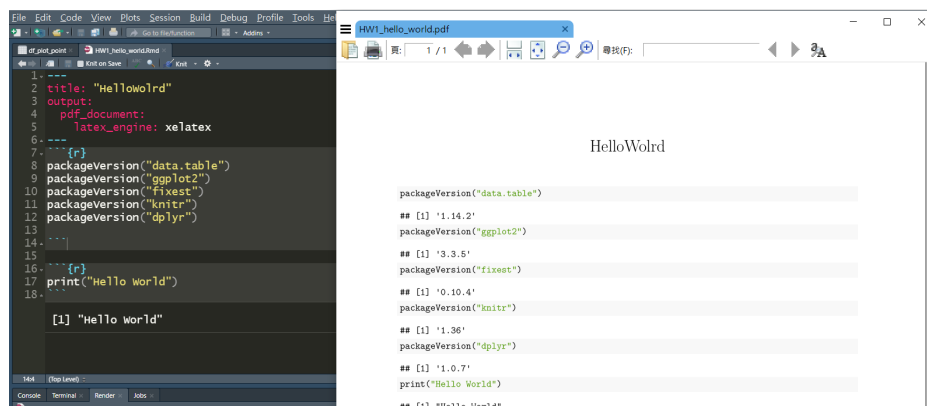 File Edit Code View Plots Session Build Debug Profile Tools Hel
Go to file/function Addins
df_plot_point × HW1_hello_world.Rmd ×
Knit on Save Knit
1 ---
2 title: "HelloWolrd"
3 output:
4 pdf_document:
5 latex_engine: xelatex
6 ---
7 ```{r}
8 packageVersion("data.table")
9 packageVersion("ggplot2")
10 packageVersion("fixest")
11 packageVersion("knitr")
12 packageVersion("dplyr")
13
14 ```
15
16 ```{r}
17 print("Hello World")
18 ```
[1] "Hello World"
14:4 (Top Level)
Console Terminal × Render × Jobs ×
HW1_hello_world.pdf ×
頁: 1 / 1 尋找(F):
HelloWolrd
packageVersion("data.table")
## [1] '1.14.2'
packageVersion("ggplot2")
## [1] '3.3.5'
packageVersion("fixest")
## [1] '0.10.4'
packageVersion("knitr")
## [1] '1.36'
packageVersion("dplyr")
## [1] '1.0.7'
print("Hello World")
## [1] "Hello World"